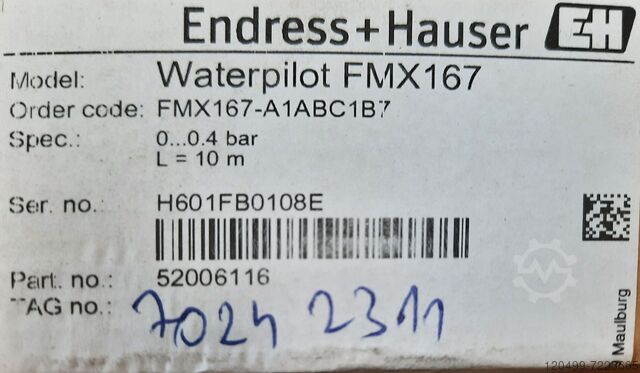 Endress+Hauser EH
Model: Waterpilot FMX167
Order code: FMX167-A1ABC1B7
Spec.: 0...0.4 bar
L = 10 m
Ser. no.: H601FB0108E
Part. no.: 52006116
TAG no.: 7024 2311
Maulburg